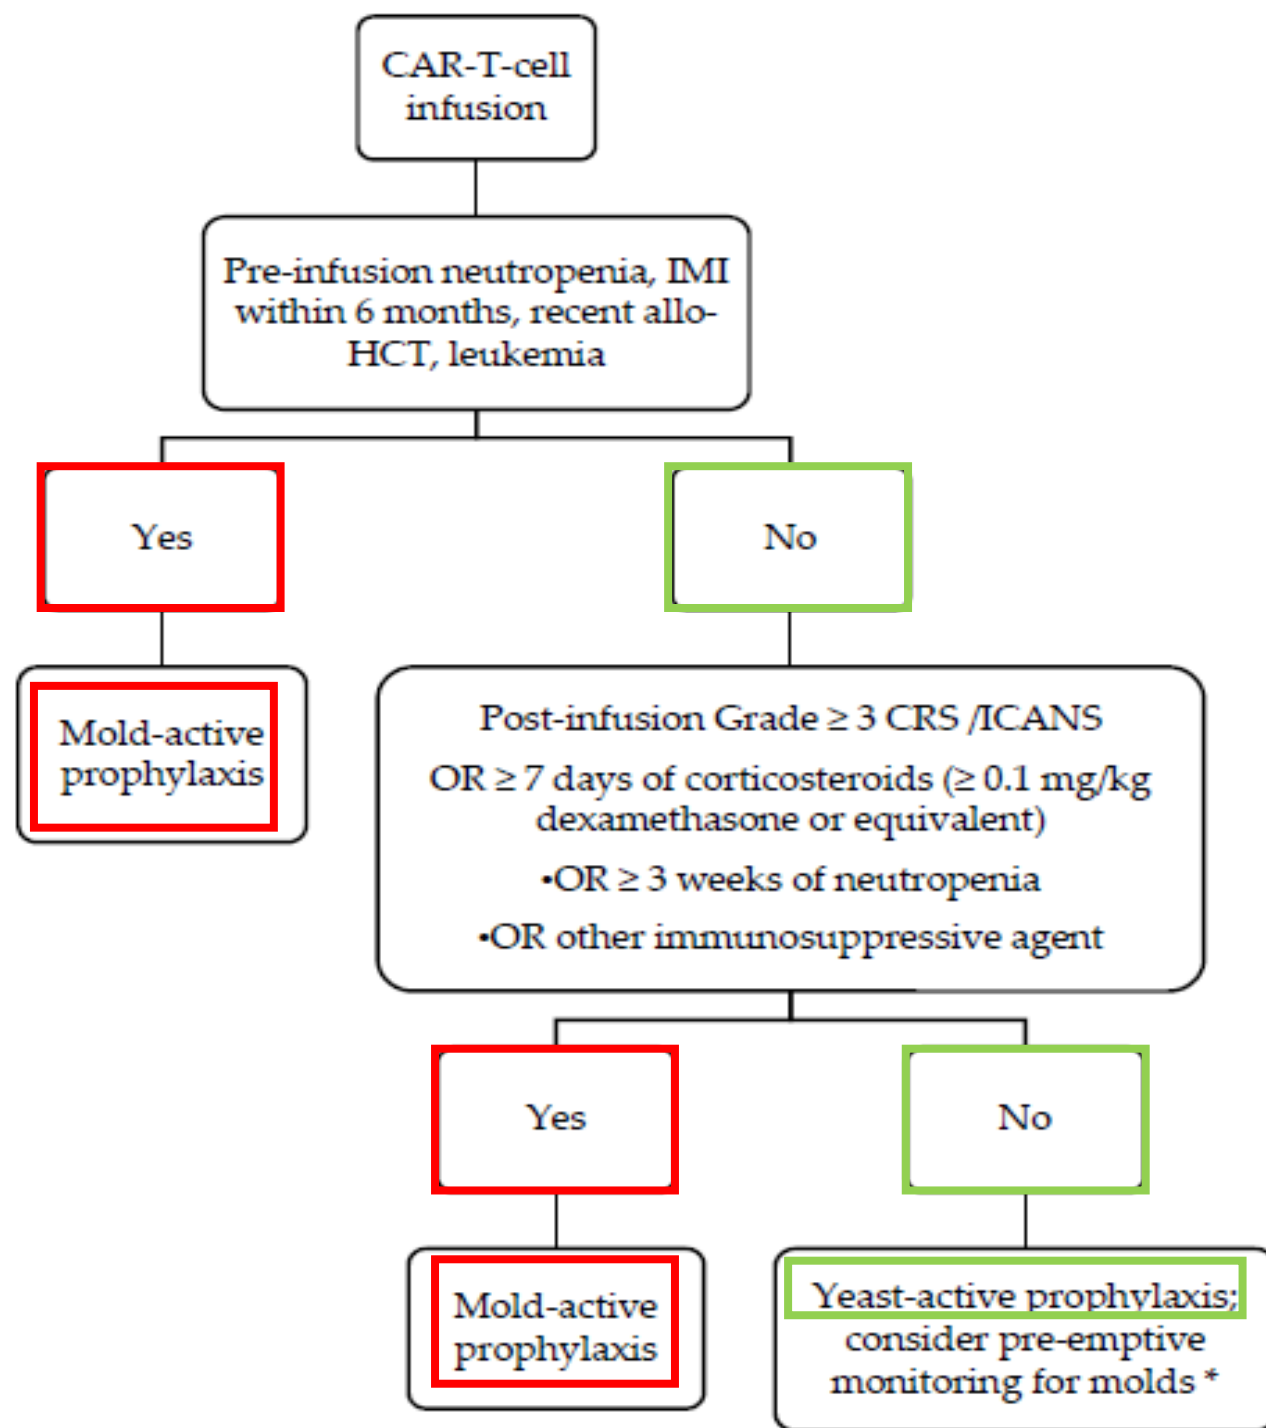 CAR-T-cell
infusion
Pre-infusion neutropenia, IMI
within 6 months, recent allo-
HCT, leukemia
Yes
No
Mold-active
prophylaxis
Post-infusion Grade ≥ 3 CRS /ICANS
OR ≥ 7 days of corticosteroids (≥ 0.1 mg/kg
dexamethasone or equivalent)
•OR ≥ 3 weeks of neutropenia
•OR other immunosuppressive agent
Yes
No
Mold-active
prophylaxis
Yeast-active prophylaxis;
consider pre-emptive
monitoring for molds *